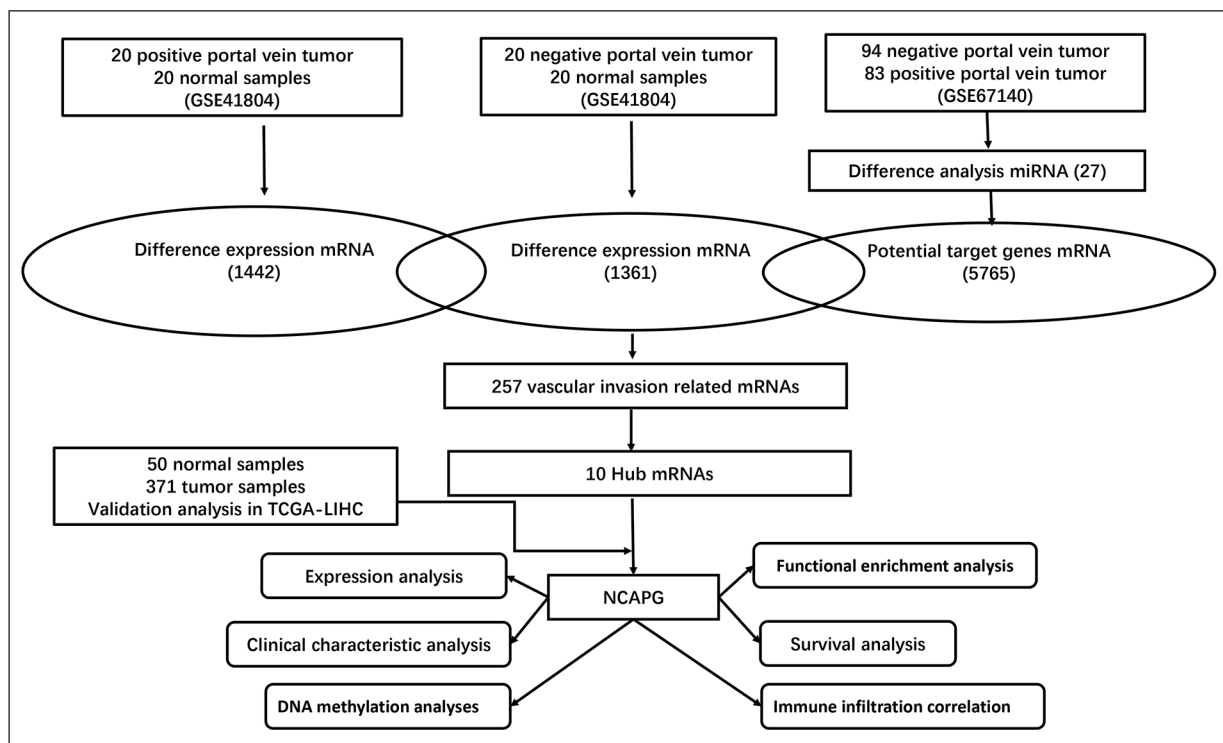 20 positive portal vein tumor
20 normal samples
(GSE41804)
20 negative portal vein tumor
20 normal samples
(GSE41804)
94 negative portal vein tumor
83 positive portal vein tumor
(GSE67140)
Difference analysis miRNA (27)
Difference expression mRNA
(1442)
Difference expression mRNA
(1361)
Potential target genes mRNA
(5765)
257 vascular invasion related mRNAs
50 normal samples
371 tumor samples
Validation analysis in TCGA-LIHC
10 Hub mRNAs
Expression analysis
Functional enrichment analysis
NCAPG
Clinical characteristic analysis
Survival analysis
DNA methylation analyses
Immune infiltration correlation